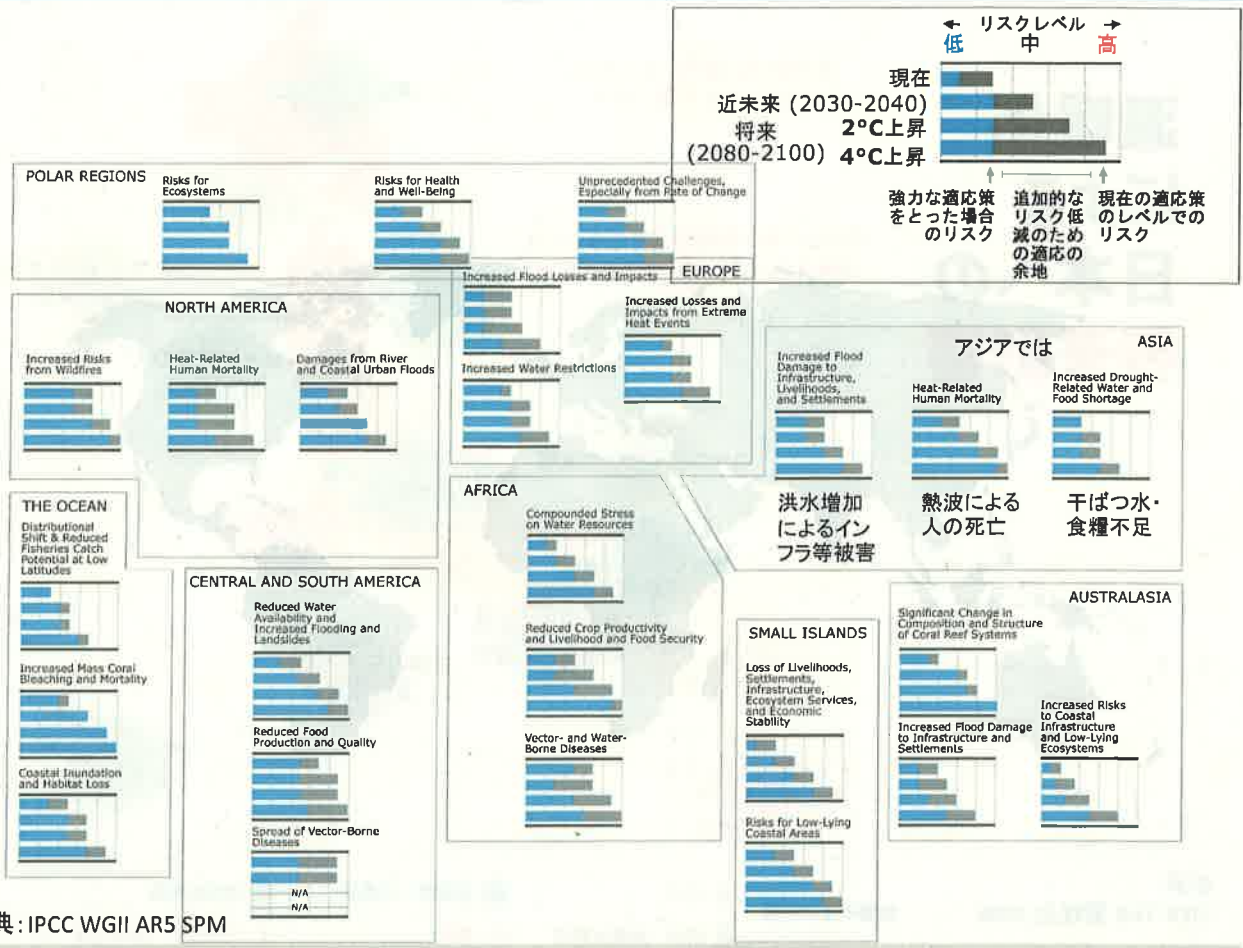 ← リスクレベル →
低 中 高
現在
近未来 (2030-2040)
将来 2°C上昇
(2080-2100) 4°C上昇
強力な適応策
をとった場合
のリスク
追加的な
リスク低
減のため
の適応の
余地
現在の適応策
のレベルでの
リスク
POLAR REGIONS
Risks for
Ecosystems
Risks for Health
and Well-Being
Unprecedented Challenges,
Especially from Rate of Change
NORTH AMERICA
Increased Risks
from Wildfires
Heat-Related
Human Mortality
Damages from River
and Coastal Urban Floods
EUROPE
Increased Flood Losses and Impacts
Increased Losses and
Impacts from Extreme
Heat Events
Increased Water Restrictions
アジアでは
ASIA
Increased Flood
Damage to
Infrastructure,
Livelihoods,
and Settlements
Heat-Related
Human Mortality
Increased Drought-
Related Water and
Food Shortage
洪水増加
によるイン
フラ等被害
熱波による
人の死亡
干ばつ水・
食糧不足
THE OCEAN
Distributional
Shift & Reduced
Fisheries Catch
Potential at Low
Latitudes
Increased Mass Coral
Bleaching and Mortality
Coastal Inundation
and Habitat Loss
CENTRAL AND SOUTH AMERICA
Reduced Water
Availability and
Increased Flooding and
Landslides
Reduced Food
Production and Quality
Spread of Vector-Borne
Diseases
N/A
N/A
AFRICA
Compounded Stress
on Water Resources
Reduced Crop Productivity
and Livelihood and Food Security
Vector- and Water-
Borne Diseases
SMALL ISLANDS
Loss of Livelihoods,
Settlements,
Infrastructure,
Ecosystem Services,
and Economic
Stability
Risks for Low-Lying
Coastal Areas
AUSTRALASIA
Significant Change in
Composition and Structure
of Coral Reef Systems
Increased Flood Damage
to Infrastructure and
Settlements
Increased Risks
to Coastal
Infrastructure
and Low-Lying
Ecosystems
典: IPCC WGII AR5 SPM